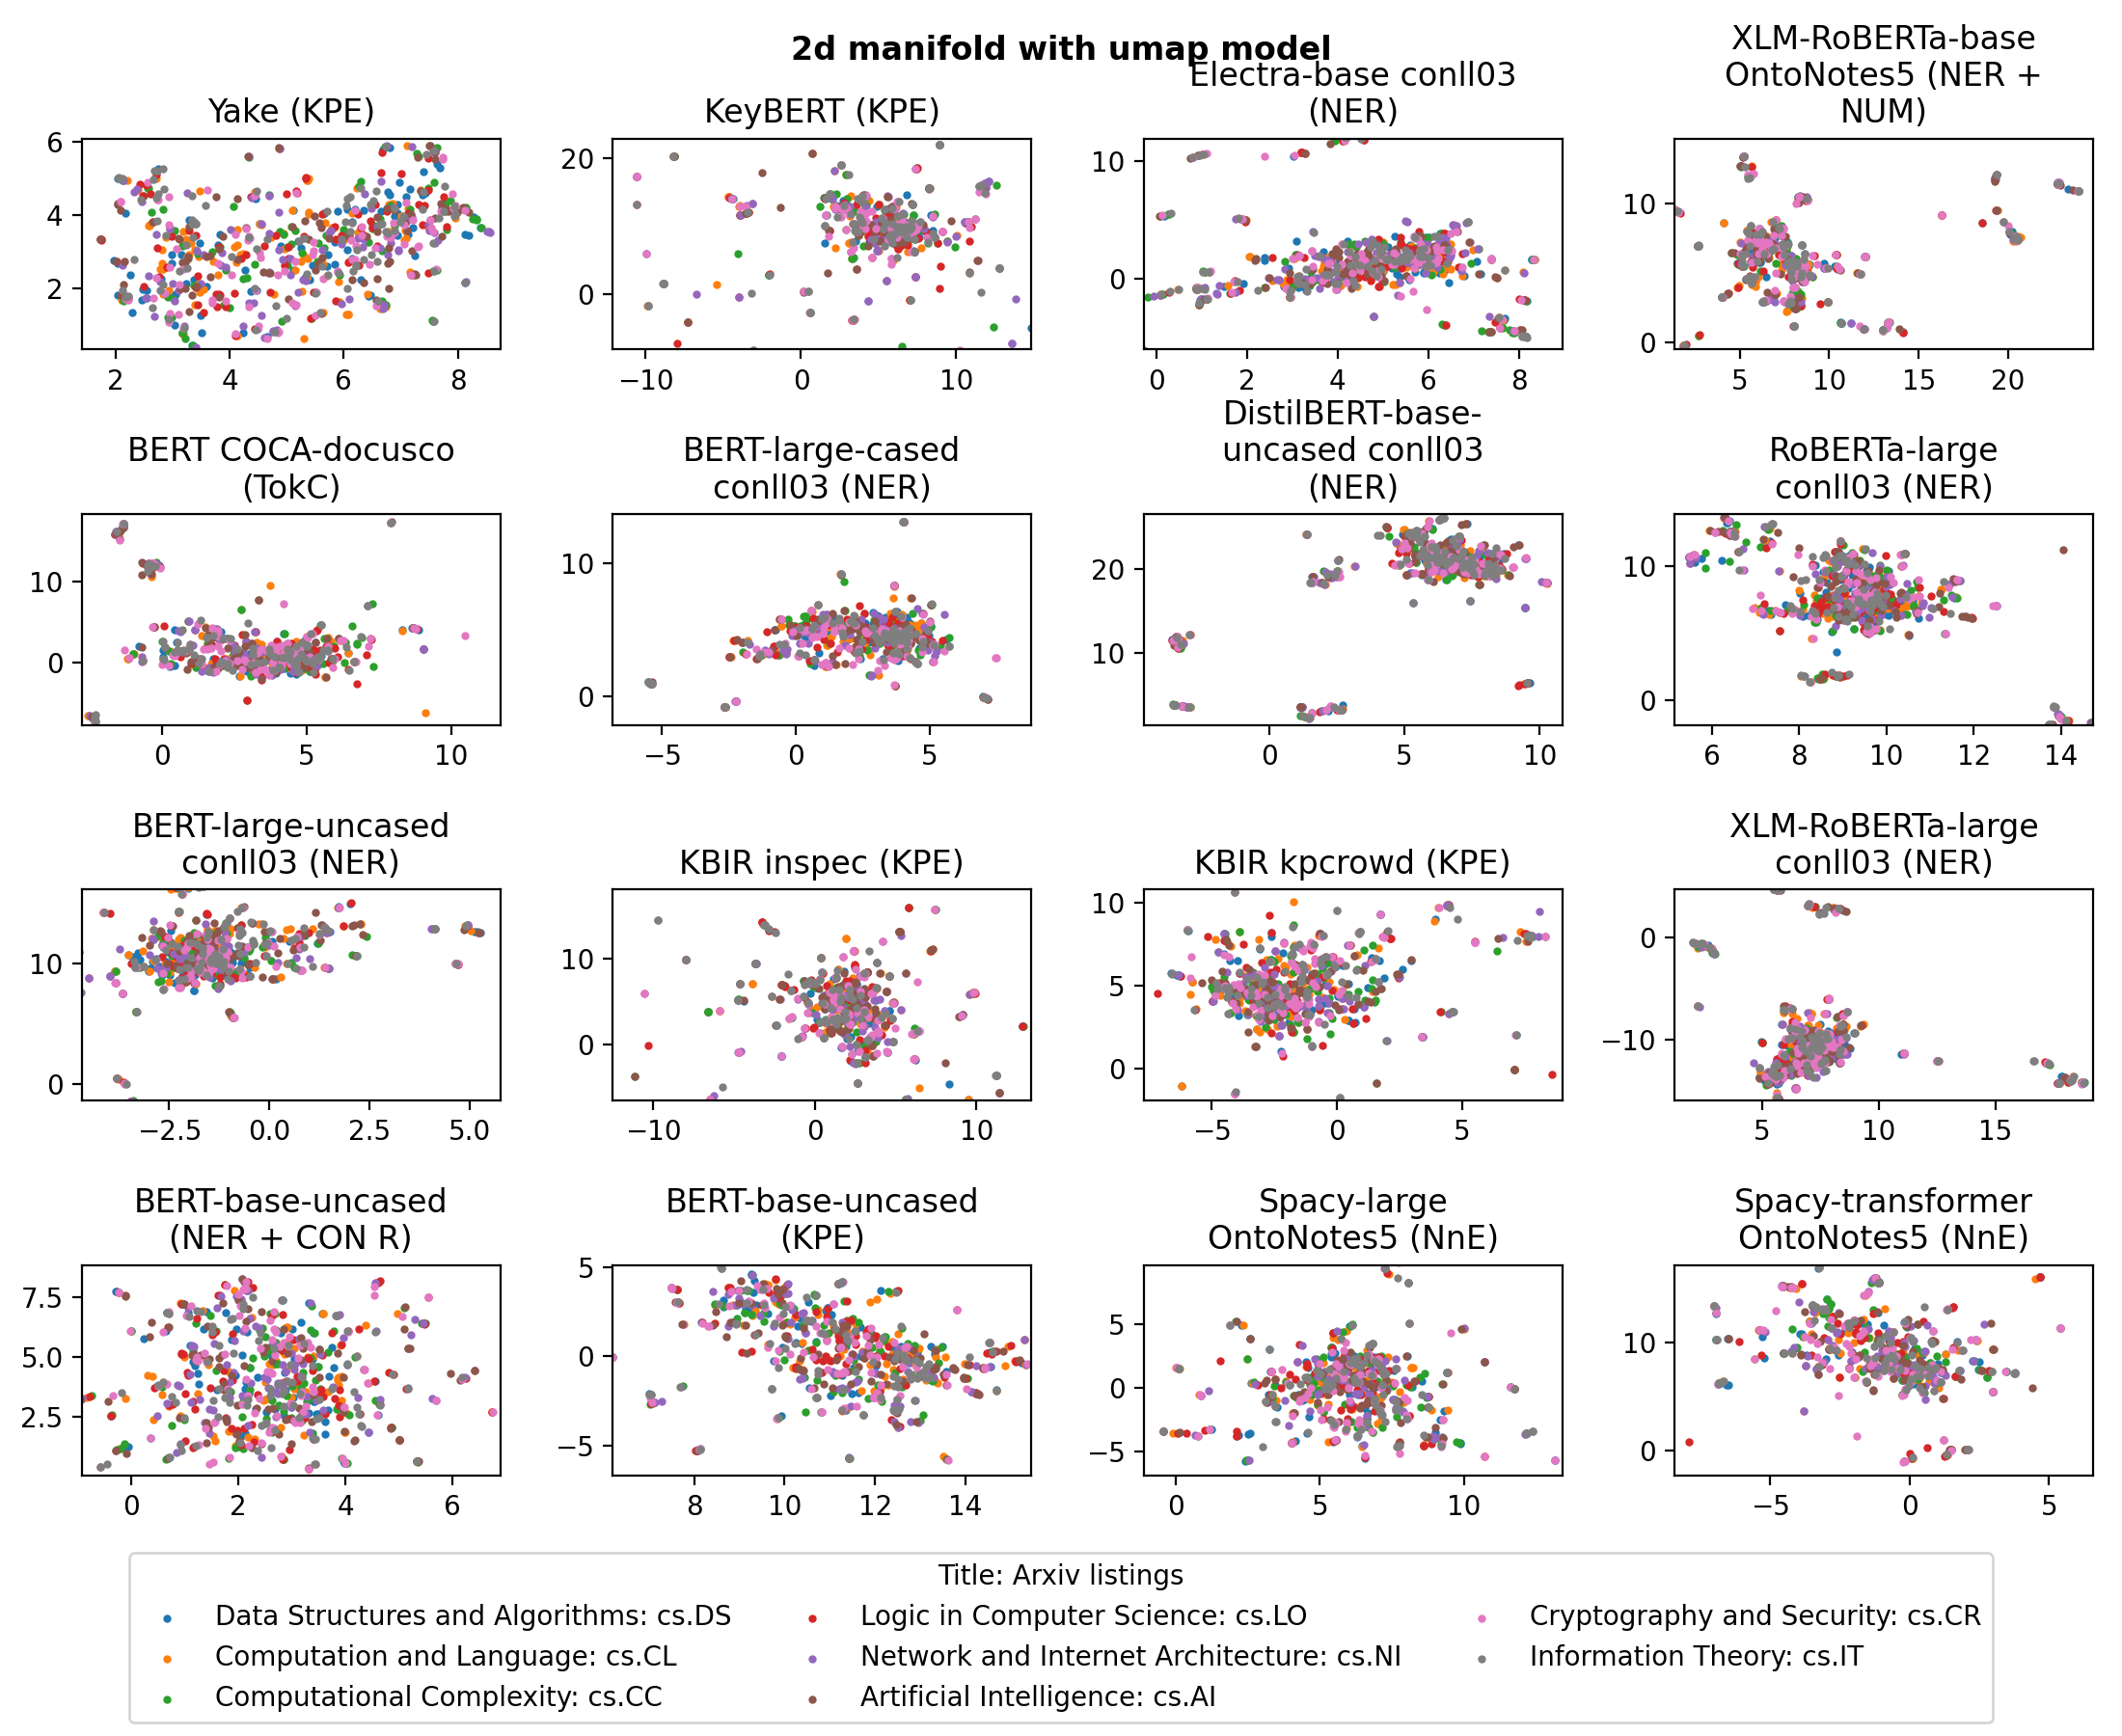 2d manifold with umap model
Yake (KPE)
KeyBERT (KPE)
Electra-base conll03
(NER)
XLM-RoBERTa-base
OntoNotes5 (NER +
NUM)
6
4
2
2 4 6 8
20
0
−10 0 10
10
0
0 2 4 6 8
10
0
5 10 15 20
BERT COCA-docusco
(TokC)
BERT-large-cased
conll03 (NER)
DistilBERT-base-
uncased conll03
(NER)
RoBERTa-large
conll03 (NER)
10
0
0 5 10
10
0
−5 0 5
20
10
0 5 10
10
0
6 8 10 12 14
BERT-large-uncased
conll03 (NER)
KBIR inspec (KPE)
KBIR kpcrowd (KPE)
XLM-RoBERTa-large
conll03 (NER)
10
0
−2.5 0.0 2.5 5.0
10
0
−10 0 10
10
5
0
−5 0 5
0
−10
5 10 15
BERT-base-uncased
(NER + CON R)
BERT-base-uncased
(KPE)
Spacy-large
OntoNotes5 (NnE)
Spacy-transformer
OntoNotes5 (NnE)
7.5
5.0
2.5
0 2 4 6
5
0
−5
8 10 12 14
5
0
−5
0 5 10
10
0
−5 0 5
Title: Arxiv listings
Data Structures and Algorithms: cs.DS
Computation and Language: cs.CL
Computational Complexity: cs.CC
Logic in Computer Science: cs.LO
Network and Internet Architecture: cs.NI
Artificial Intelligence: cs.AI
Cryptography and Security: cs.CR
Information Theory: cs.IT